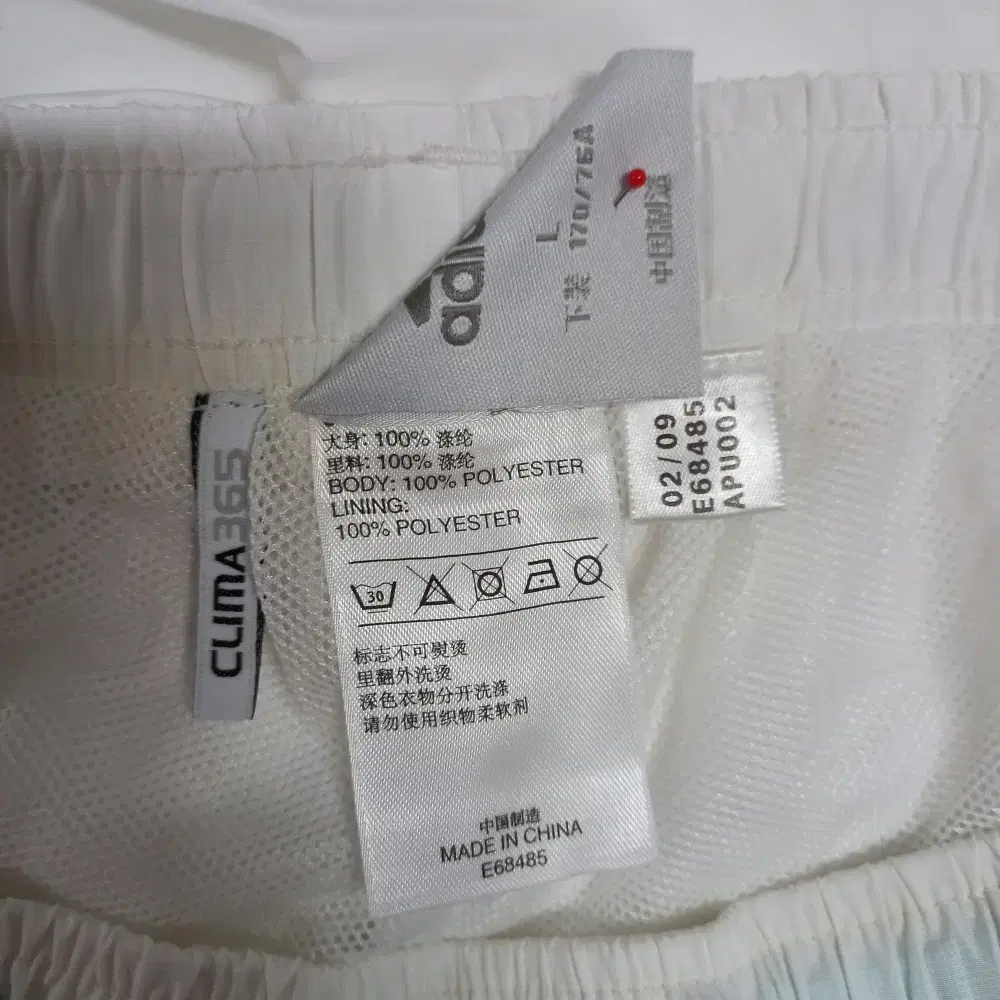 adid
L
下装 170/76A
中国制造
02/09
E68485
APU002
CLIMA365
大身: 100% 涤纶
里料: 100% 涤纶
BODY: 100% POLYESTER
LINING:
100% POLYESTER
30
标志不可熨烫
里翻外洗烫
深色衣物分开洗涤
请勿使用织物柔软剂
中国制造
MADE IN CHINA
E68485